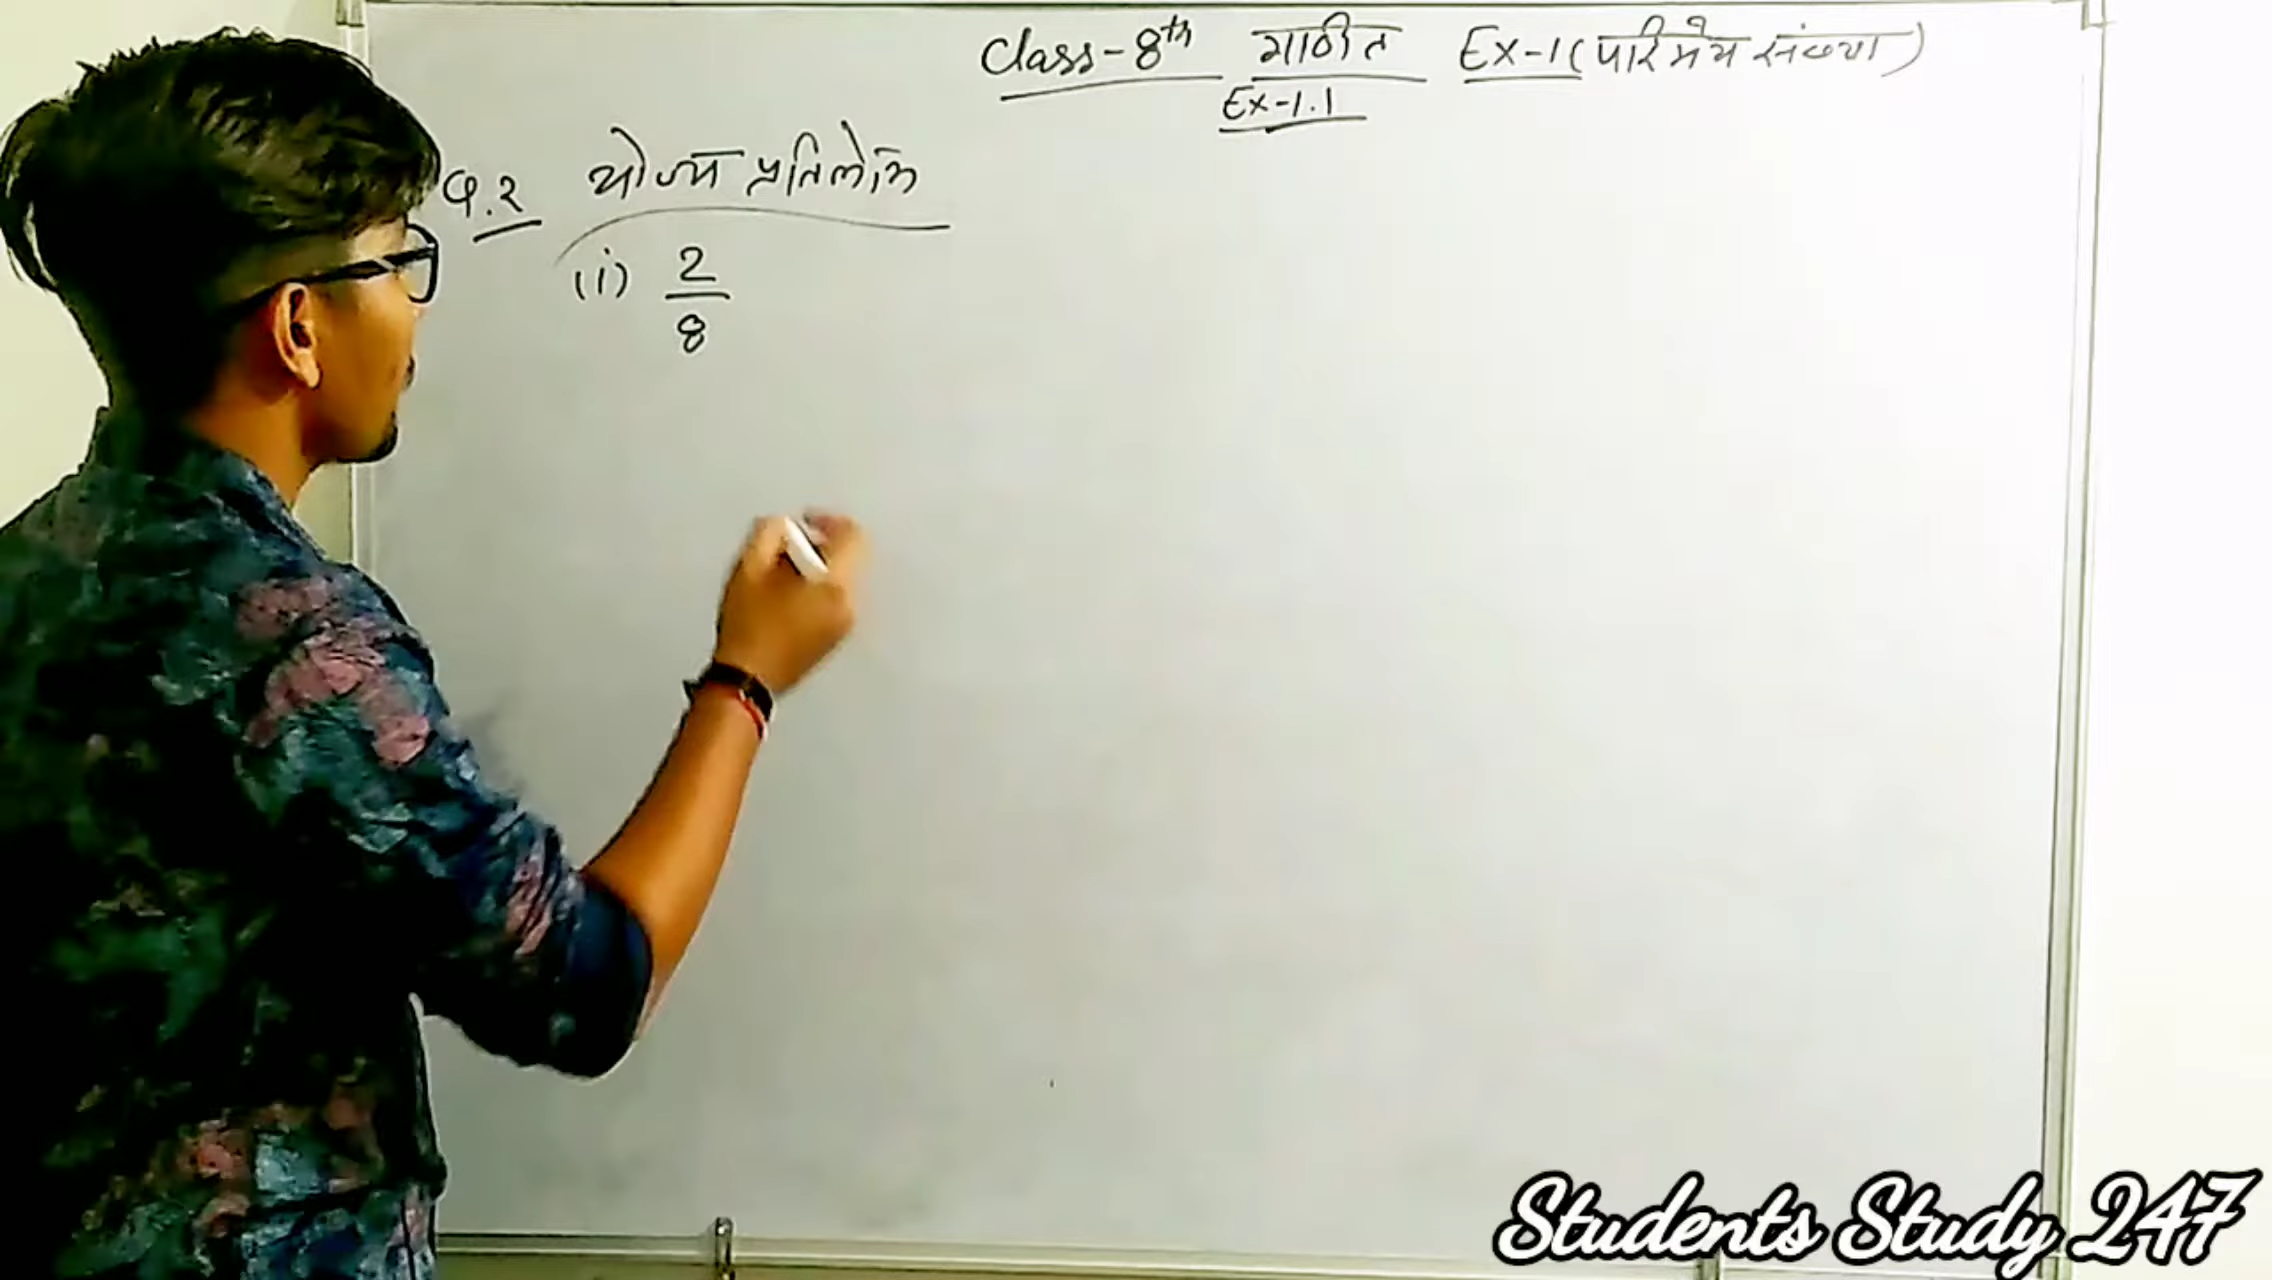 Class-8th गणित Ex-1(परिमेय संख्या)
Ex-1.1
Q.2 योज्य प्रतिलोम
(i) 2/8
Students Study 247